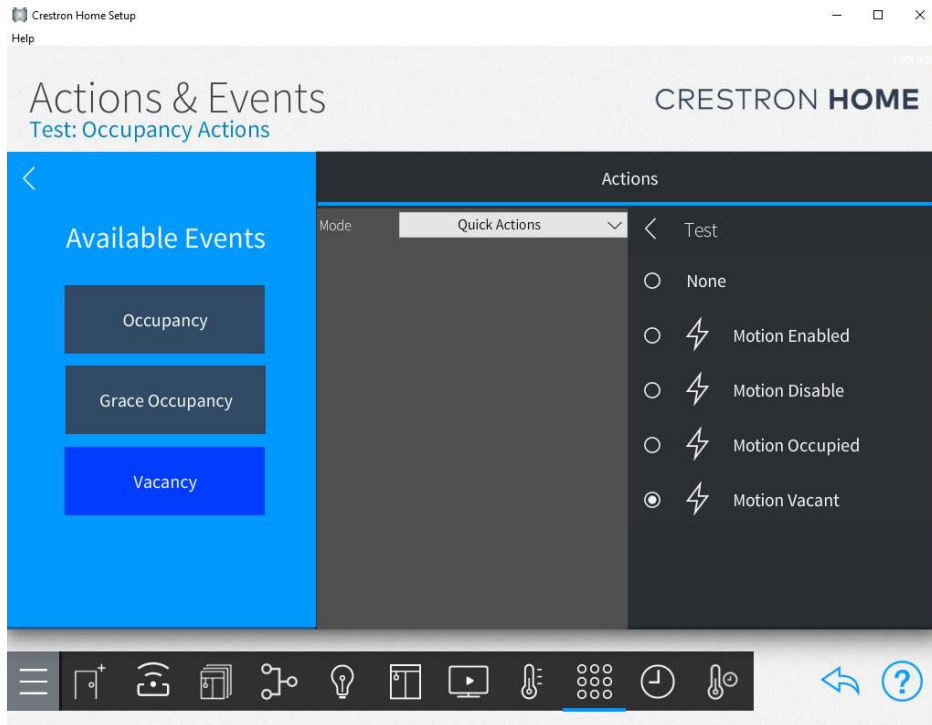 Crestron Home Setup
Help
Actions & Events
CRESTRON HOME
Test: Occupancy Actions
Actions
Available Events
Mode
Quick Actions
Test
None
Occupancy
Motion Enabled
Grace Occupancy
Motion Disable
Motion Occupied
Vacancy
Motion Vacant
?